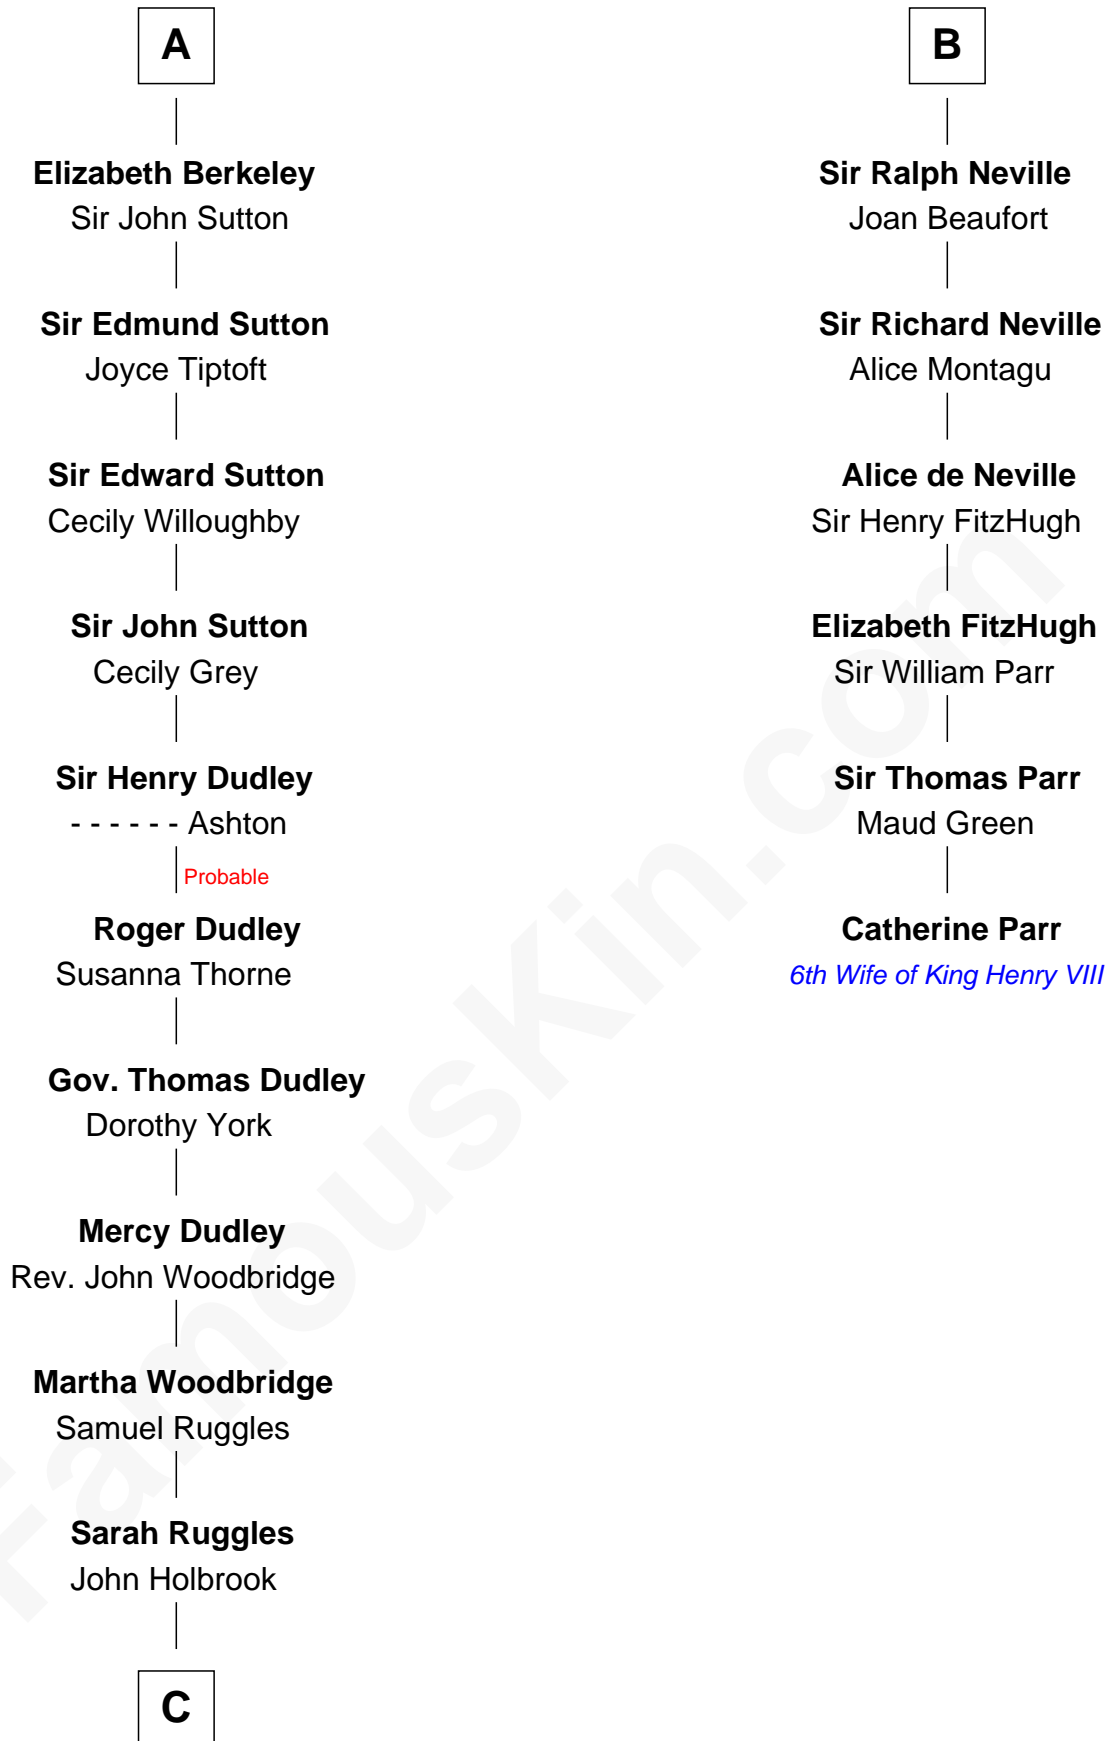 A
Elizabeth Berkeley
Sir John Sutton
Sir Edmund Sutton
Joyce Tiptoft
Sir Edward Sutton
Cecily Willoughby
Sir John Sutton
Cecily Grey
Sir Henry Dudley
- - - - - - Ashton
Probable
Roger Dudley
Susanna Thorne
Gov. Thomas Dudley
Dorothy York
Mercy Dudley
Rev. John Woodbridge
Martha Woodbridge
Samuel Ruggles
Sarah Ruggles
John Holbrook
C
B
Sir Ralph Neville
Joan Beaufort
Sir Richard Neville
Alice Montagu
Alice de Neville
Sir Henry FitzHugh
Elizabeth FitzHugh
Sir William Parr
Sir Thomas Parr
Maud Green
Catherine Parr
6th Wife of King Henry VIII
FamousKin.com